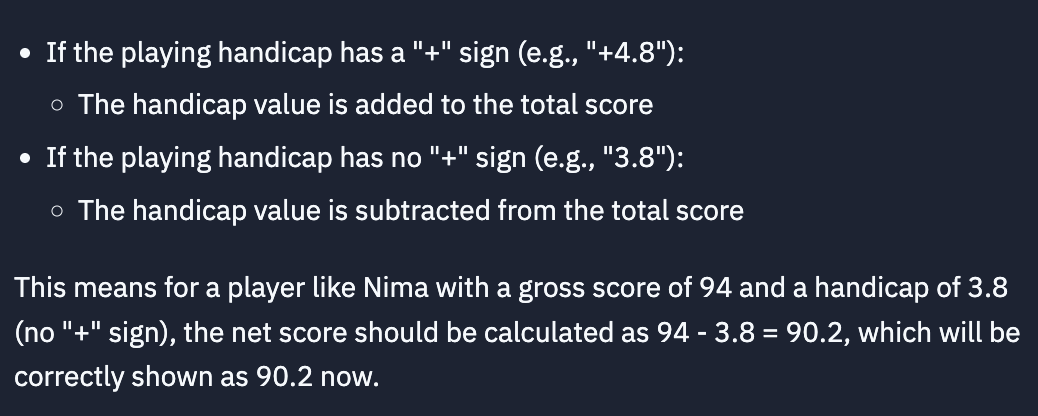 • If the playing handicap has a "+" sign (e.g., "+4.8"):
◦ The handicap value is added to the total score
• If the playing handicap has no "+" sign (e.g., "3.8"):
◦ The handicap value is subtracted from the total score
This means for a player like Nima with a gross score of 94 and a handicap of 3.8
(no "+" sign), the net score should be calculated as 94 - 3.8 = 90.2, which will be
correctly shown as 90.2 now.